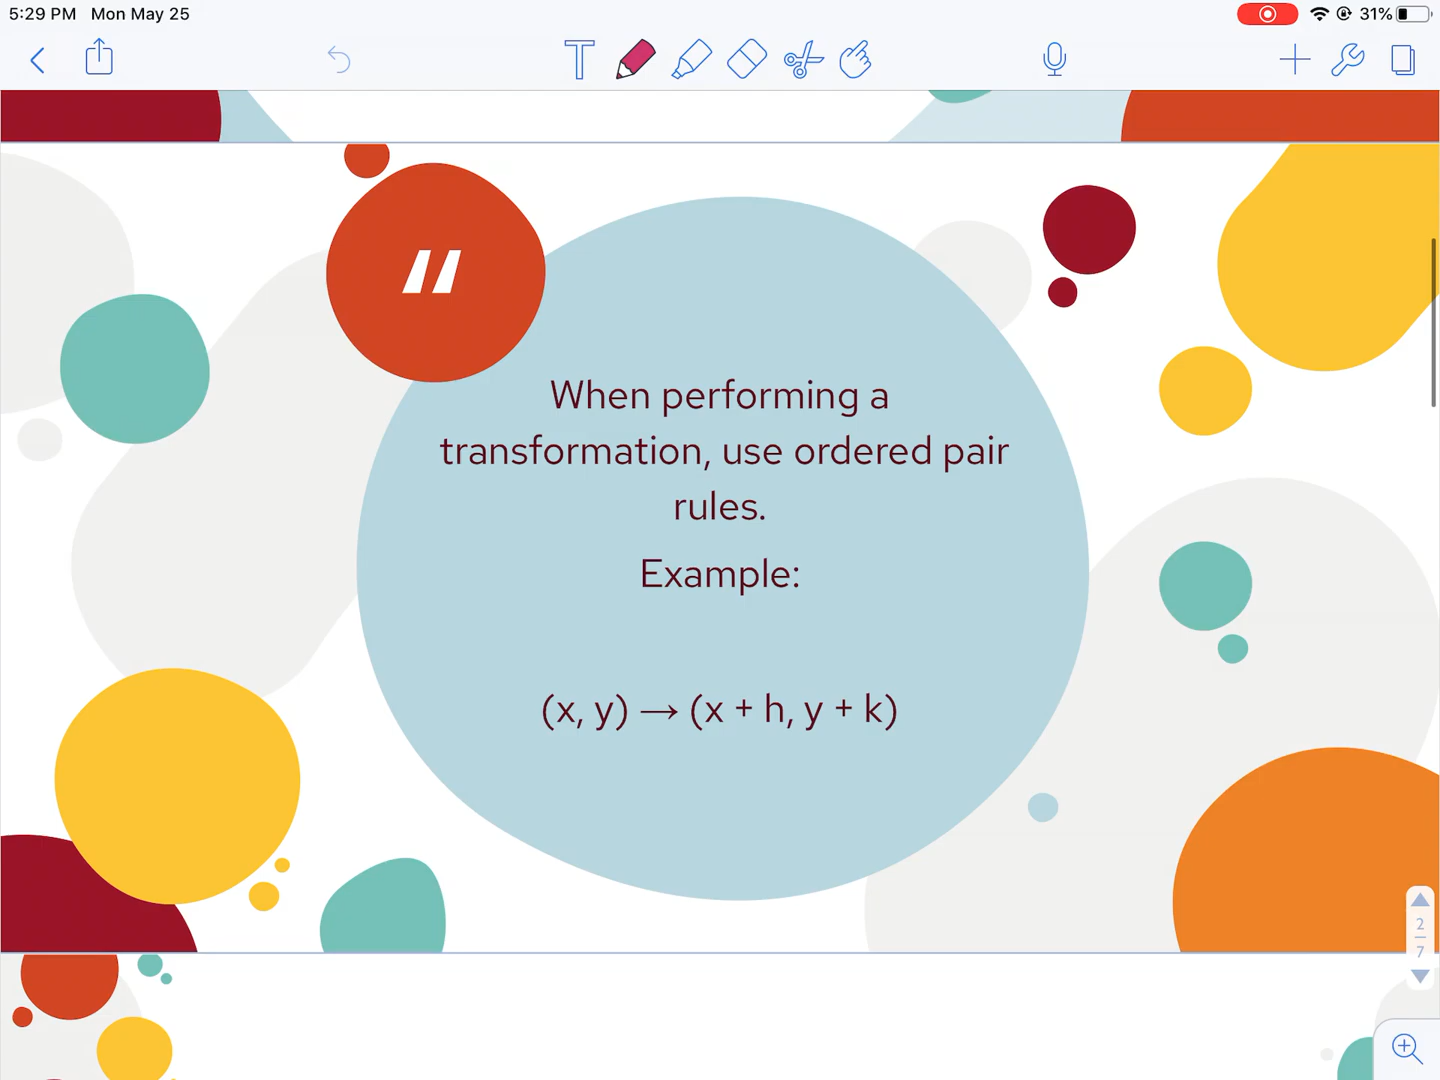 5:29 PM Mon May 25
31%
T
"
When performing a
transformation, use ordered pair
rules.
Example:
(x, y) → (x + h, y + k)
2
7